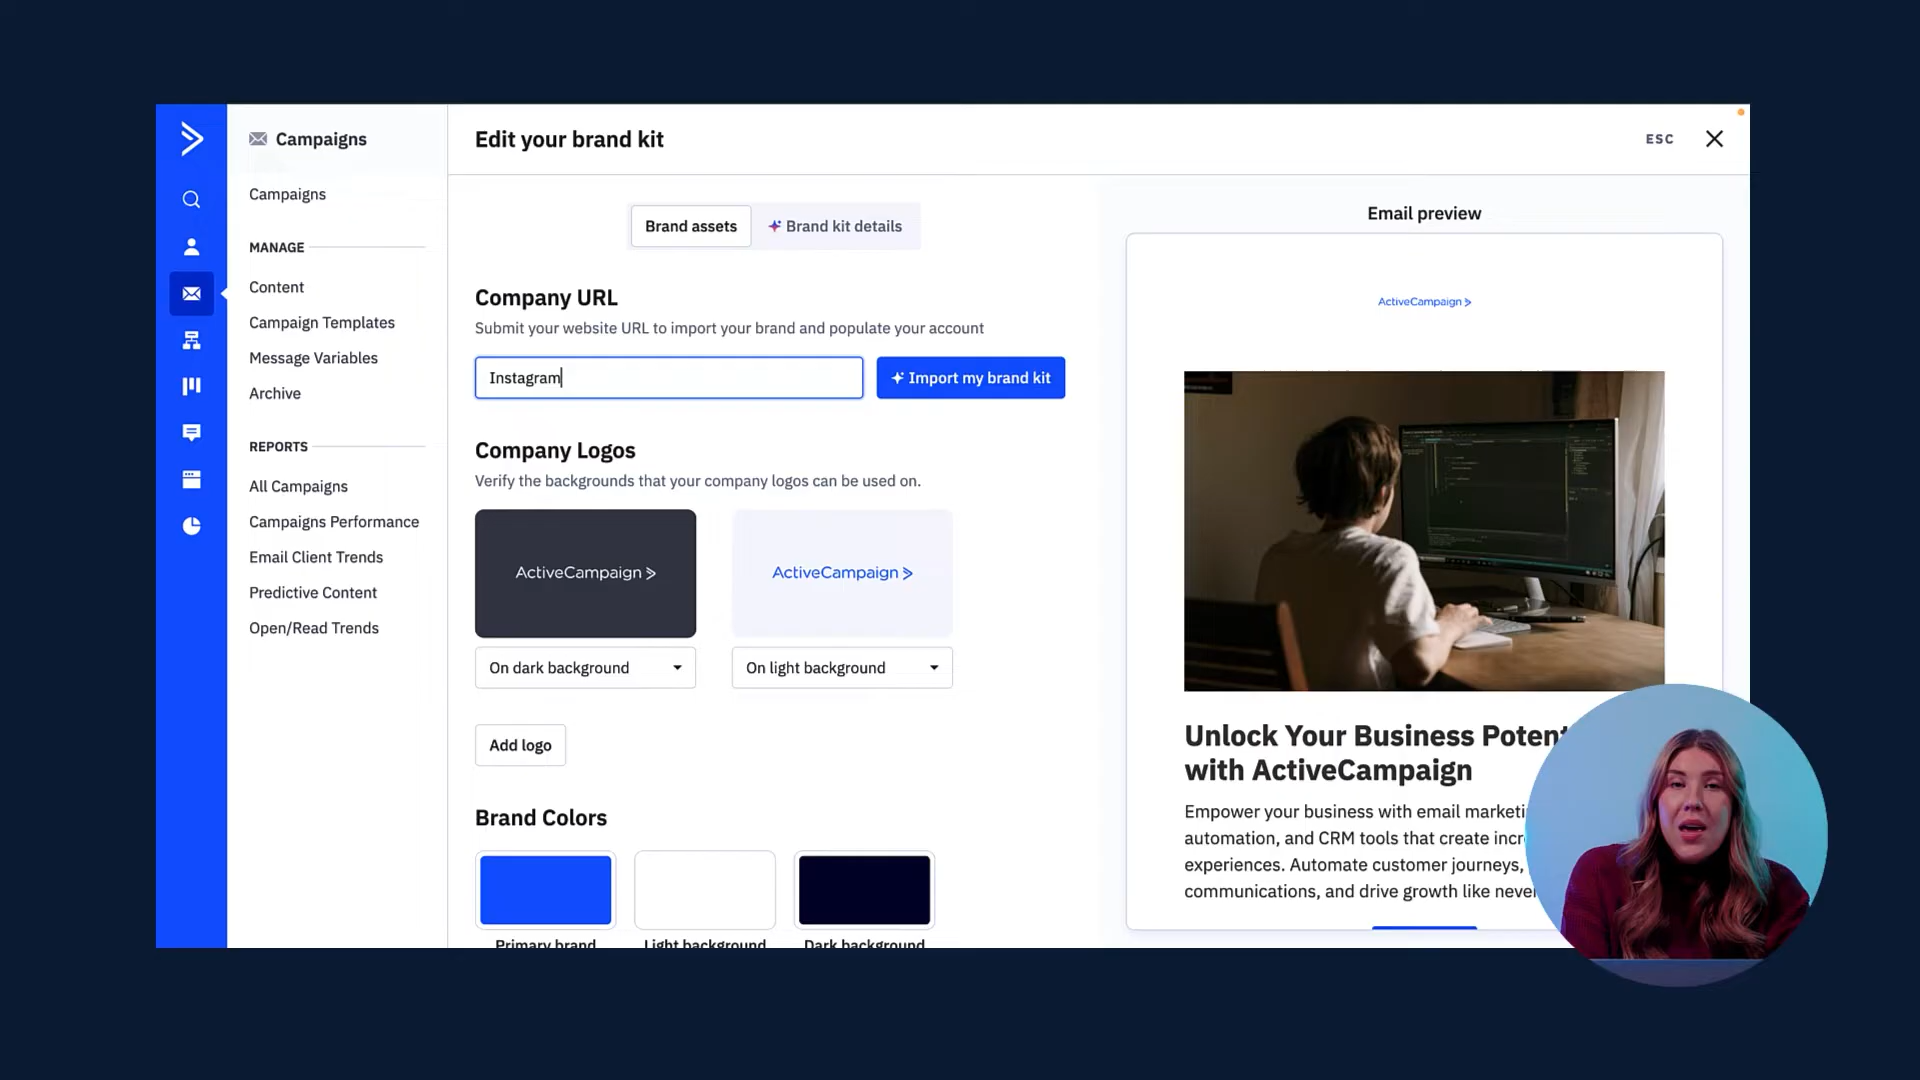 Campaigns
Campaigns
MANAGE
Content
Campaign Templates
Message Variables
Archive
REPORTS
All Campaigns
Campaigns Performance
Email Client Trends
Predictive Content
Open/Read Trends
Edit your brand kit
ESC
Brand assets
Brand kit details
Company URL
Submit your website URL to import your brand and populate your account
Instagram
Import my brand kit
Company Logos
Verify the backgrounds that your company logos can be used on.
ActiveCampaign
ActiveCampaign
On dark background
On light background
Add logo
Brand Colors
Primary brand
Light background
Dark background
Email preview
ActiveCampaign
Unlock Your Business Potent
with ActiveCampaign
Empower your business with email marketi
automation, and CRM tools that create incr
experiences. Automate customer journeys,
communications, and drive growth like never